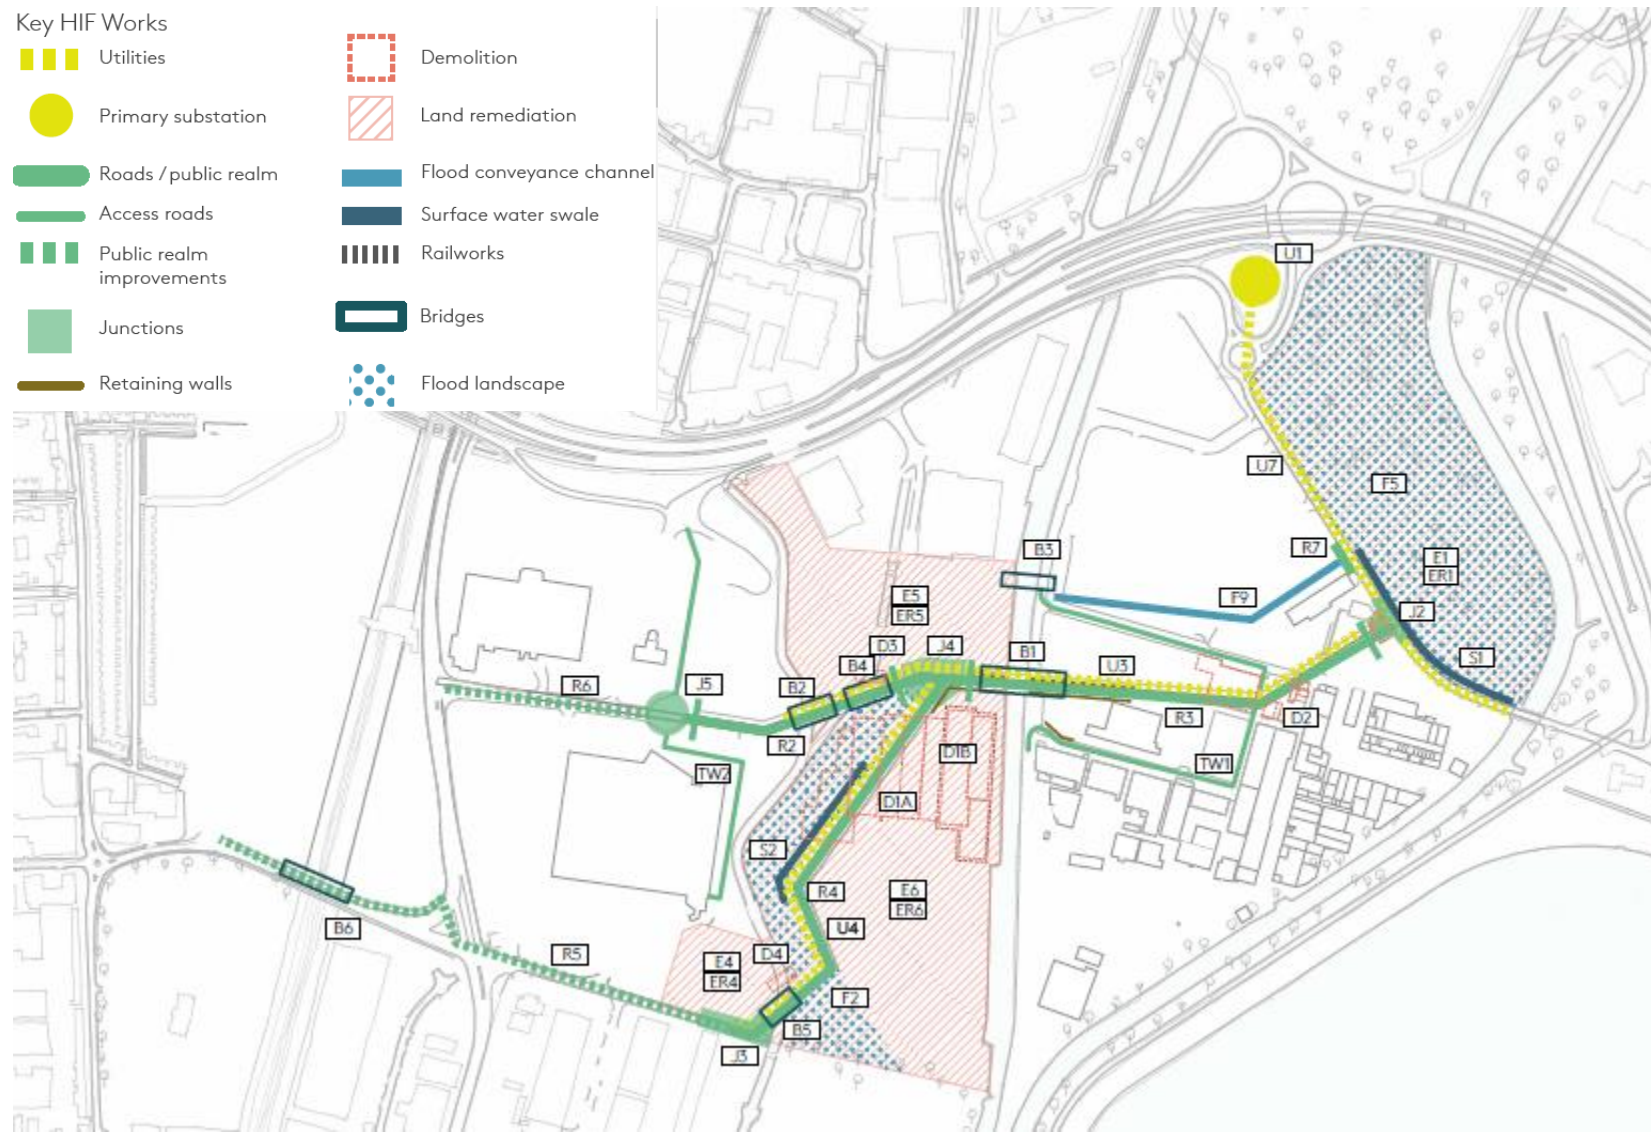 Key HIF Works
Utilities
Primary substation
Roads / public realm
Access roads
Public realm
improvements
Junctions
Retaining walls
Demolition
Land remediation
Flood conveyance channel
Surface water swale
Railworks
Bridges
Flood landscape
U1
U7
F5
B3
R7
E1
ER1
F9
E5
ER5
J2
D3
J4
B4
B1
U3
S1
R6
J5
B2
R2
R3
D2
D1B
TW2
TW1
D1A
S2
R4
E6
ER6
B6
U4
R5
D4
E4
ER4
F2
B5
J3